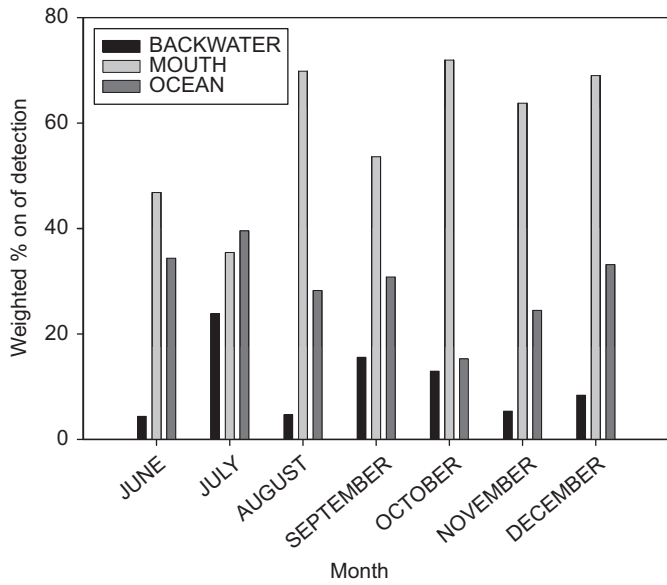 80
60
40
20
0
Weighted % on of detection
BACKWATER
MOUTH
OCEAN
JUNE
JULY
AUGUST
SEPTEMBER
OCTOBER
NOVEMBER
DECEMBER
Month